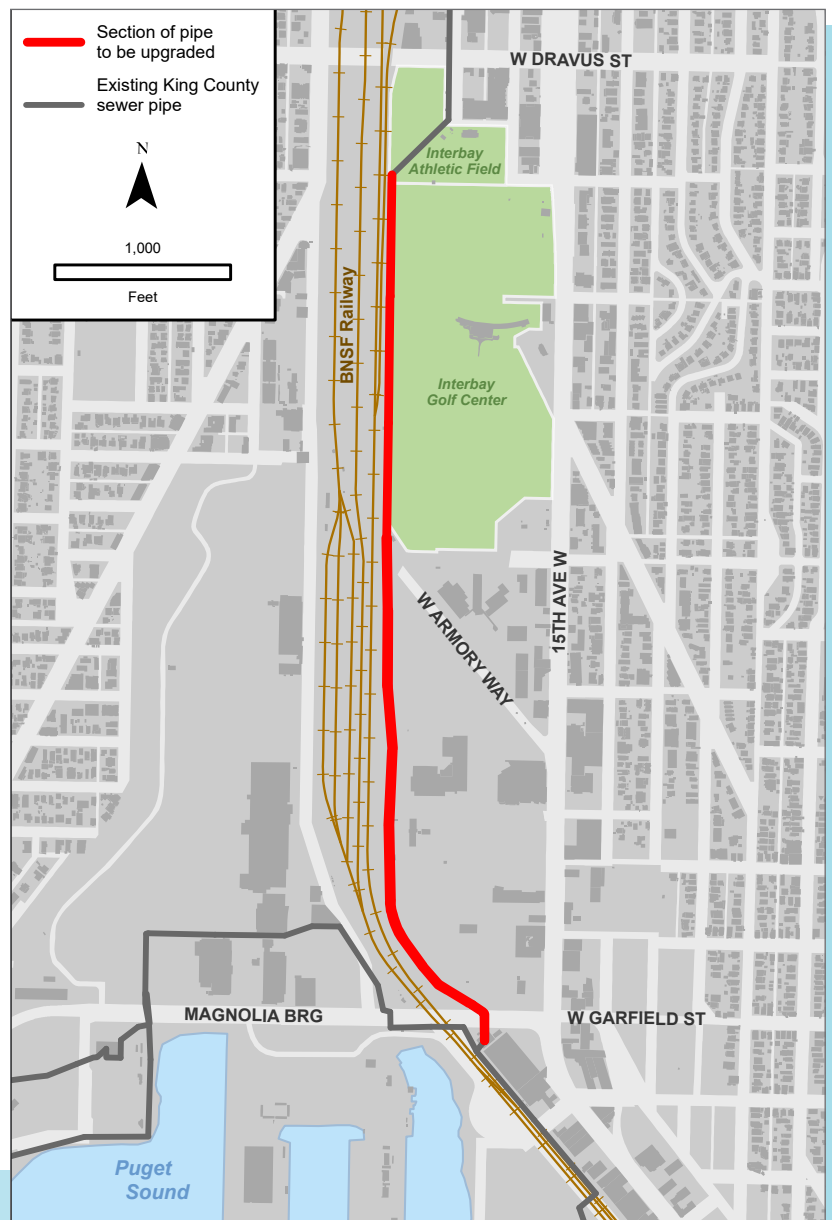 Section of pipe
to be upgraded
Existing King County
sewer pipe
N
1,000
Feet
W DRAVUS ST
Interbay
Athletic Field
BNSF Railway
Interbay
Golf Center
W ARMORY WAY
15TH AVE W
MAGNOLIA BRG
W GARFIELD ST
Puget
Sound